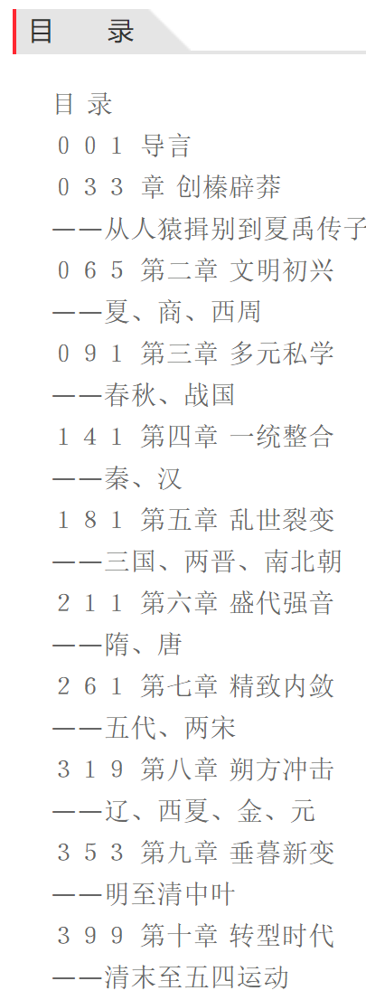 目 录
目 录
001 导言
033 章 创榛辟莽
——从人猿揖别到夏禹传子
065 第二章 文明初兴
——夏、商、西周
091 第三章 多元私学
——春秋、战国
141 第四章 一统整合
——秦、汉
181 第五章 乱世裂变
——三国、两晋、南北朝
211 第六章 盛代强音
——隋、唐
261 第七章 精致内敛
——五代、两宋
319 第八章 朔方冲击
——辽、西夏、金、元
353 第九章 垂暮新变
——明至清中叶
399 第十章 转型时代
——清末至五四运动